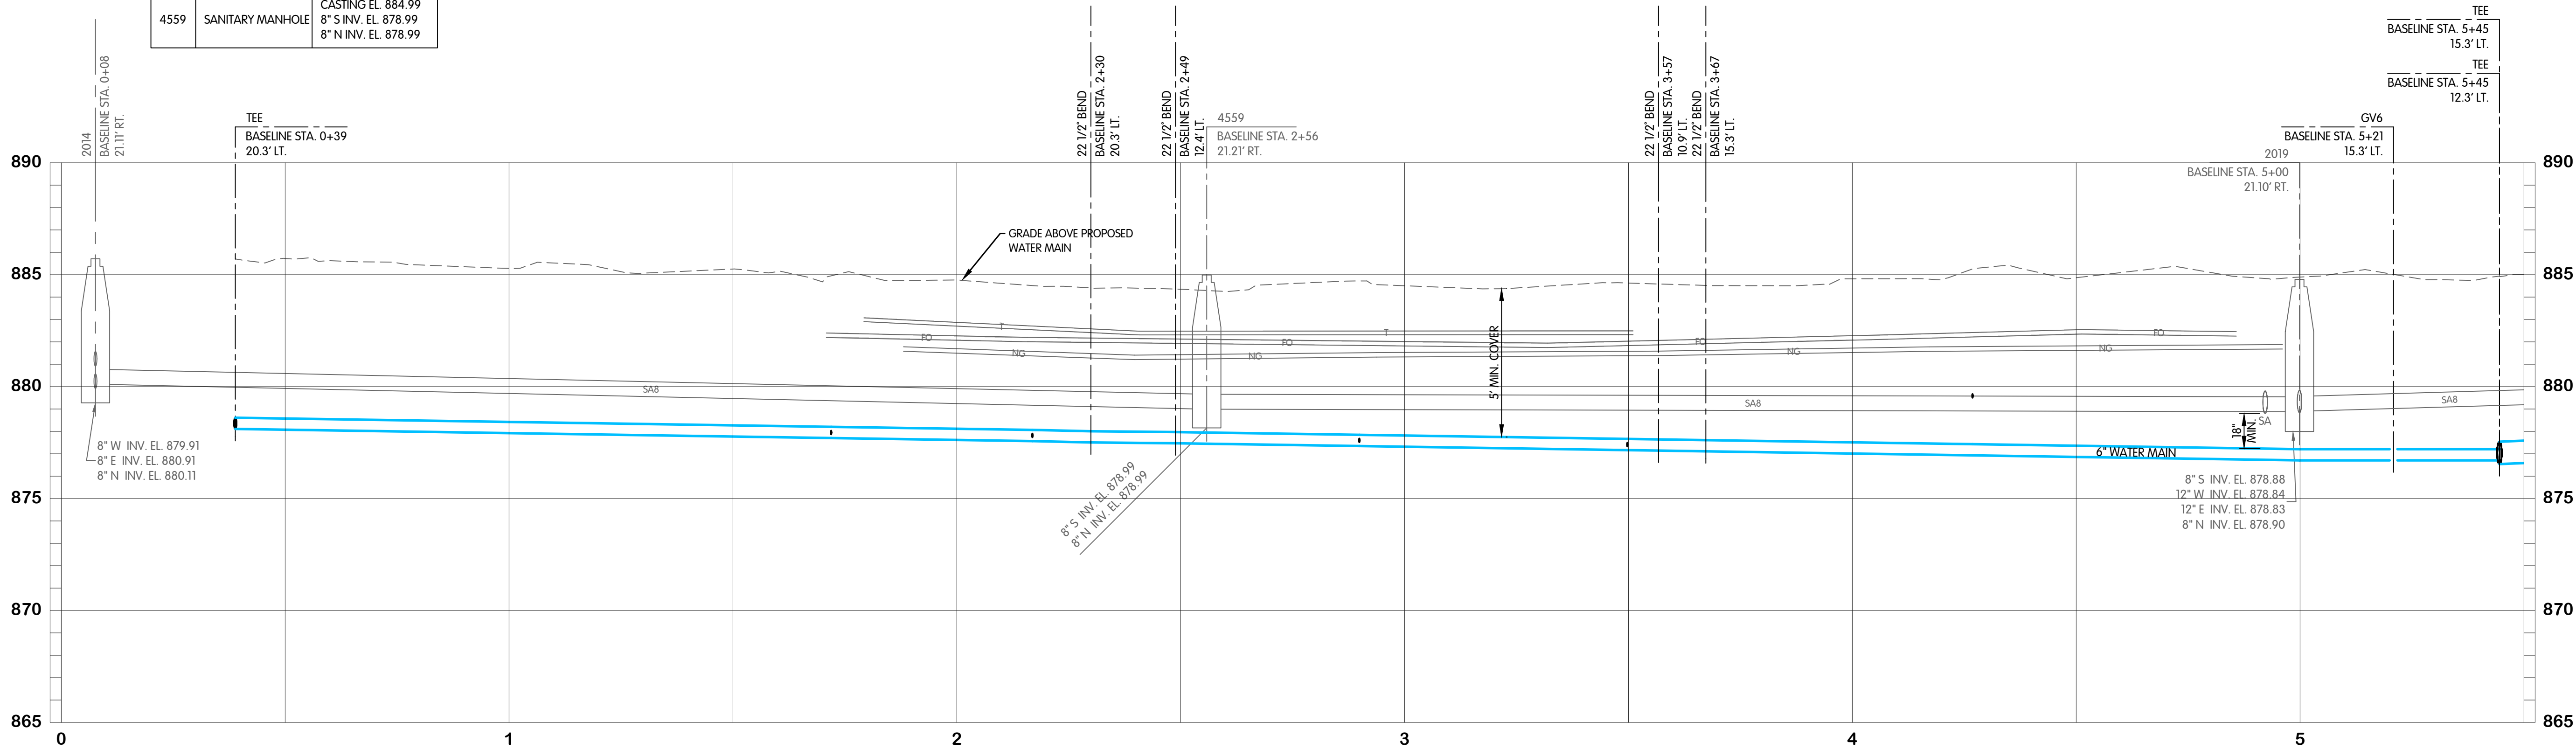 4559 SANITARY MANHOLE
CASTING EL. 884.99
8" S INV. EL. 878.99
8" N INV. EL. 878.99
2014
BASELINE STA. 0+08
21.11' RT.
TEE
BASELINE STA. 0+39
20.3' LT.
22 1/2° BEND
BASELINE STA. 2+30
20.3' LT.
22 1/2° BEND
BASELINE STA. 2+49
12.4' LT.
4559
BASELINE STA. 2+56
21.21' RT.
22 1/2° BEND
BASELINE STA. 3+57
10.9' LT.
22 1/2° BEND
BASELINE STA. 3+67
15.3' LT.
TEE
BASELINE STA. 5+45
15.3' LT.
TEE
BASELINE STA. 5+45
12.3' LT.
GV6
BASELINE STA. 5+21
15.3' LT.
2019
BASELINE STA. 5+00
21.10' RT.
890
890
GRADE ABOVE PROPOSED
WATER MAIN
885
885
T
T
FO
FO
FO
FO
NG
NG
NG
NG
5' MIN. COVER
880
880
SA8
SA8
SA8
SA
18"
MIN.
6" WATER MAIN
8" W INV. EL. 879.91
8" E INV. EL. 880.91
8" N INV. EL. 880.11
8" S INV. EL. 878.99
8" N INV. EL. 878.99
8" S INV. EL. 878.88
12" W INV. EL. 878.84
12" E INV. EL. 878.83
8" N INV. EL. 878.90
875
875
870
870
865
865
0
1
2
3
4
5